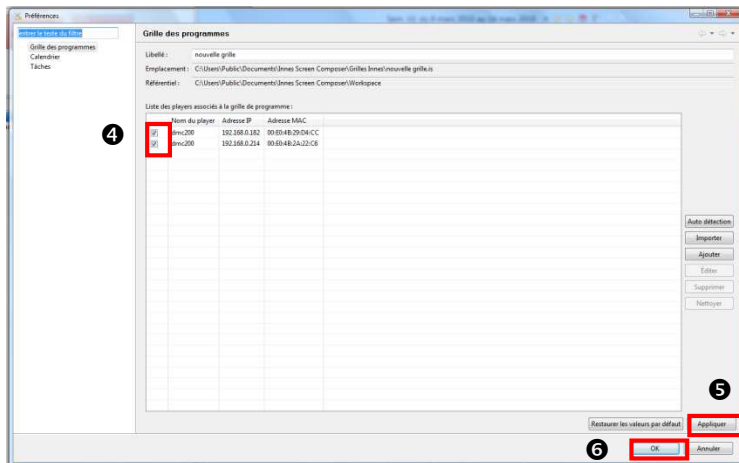 Préférences
entrer le texte du filtre
Grille des programmes
Calendrier
Tâches
Grille des programmes
Libellé : nouvelle grille
Emplacement : C:\Users\Public\Documents\Innes Screen Composer\Grilles Innes\nouvelle grille.is
Référentiel : C:\Users\Public\Documents\Innes Screen Composer\Workspace
Liste des players associés à la grille de programme :
Nom du player Adresse IP Adresse MAC
dmc200 192.168.0.182 00:E0:4B:29:D4:CC
dmc200 192.168.0.214 00:E0:4B:2A:22:C6
4
Auto détection
Importer
Ajouter
Editer
Supprimer
Nettoyer
5
Restaurer les valeurs par défaut Appliquer
6 OK Annuler